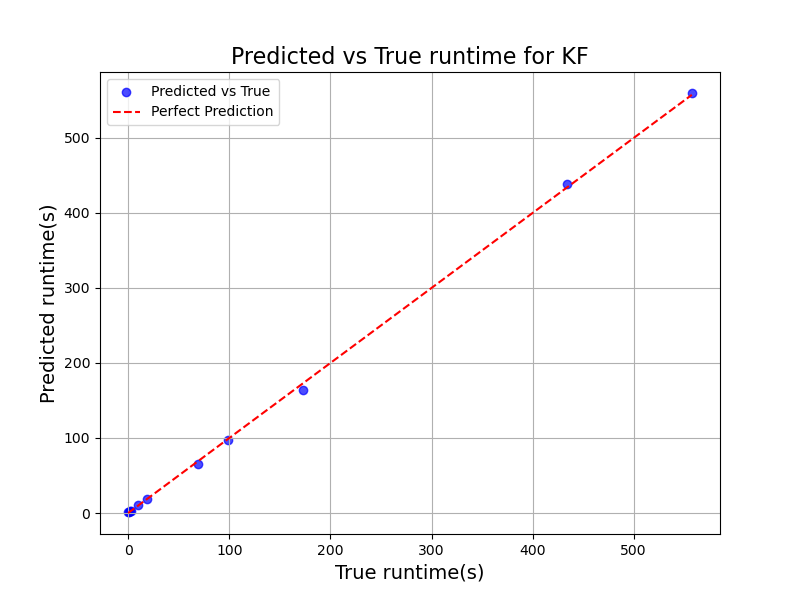 Predicted vs True runtime for KF
Predicted vs True
Perfect Prediction
Predicted runtime(s)
500
400
300
200
100
0
0 100 200 300 400 500
True runtime(s)